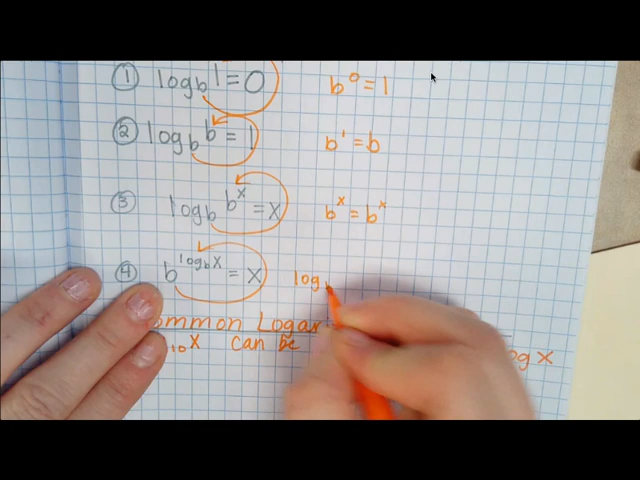 ① log_b 1 = 0 b^0 = 1
② log_b b = 1 b^1 = b
③ log_b b^x = x b^x = b^x
④ b^{log_b x} = x log
ommon Logar
10 x can be og x